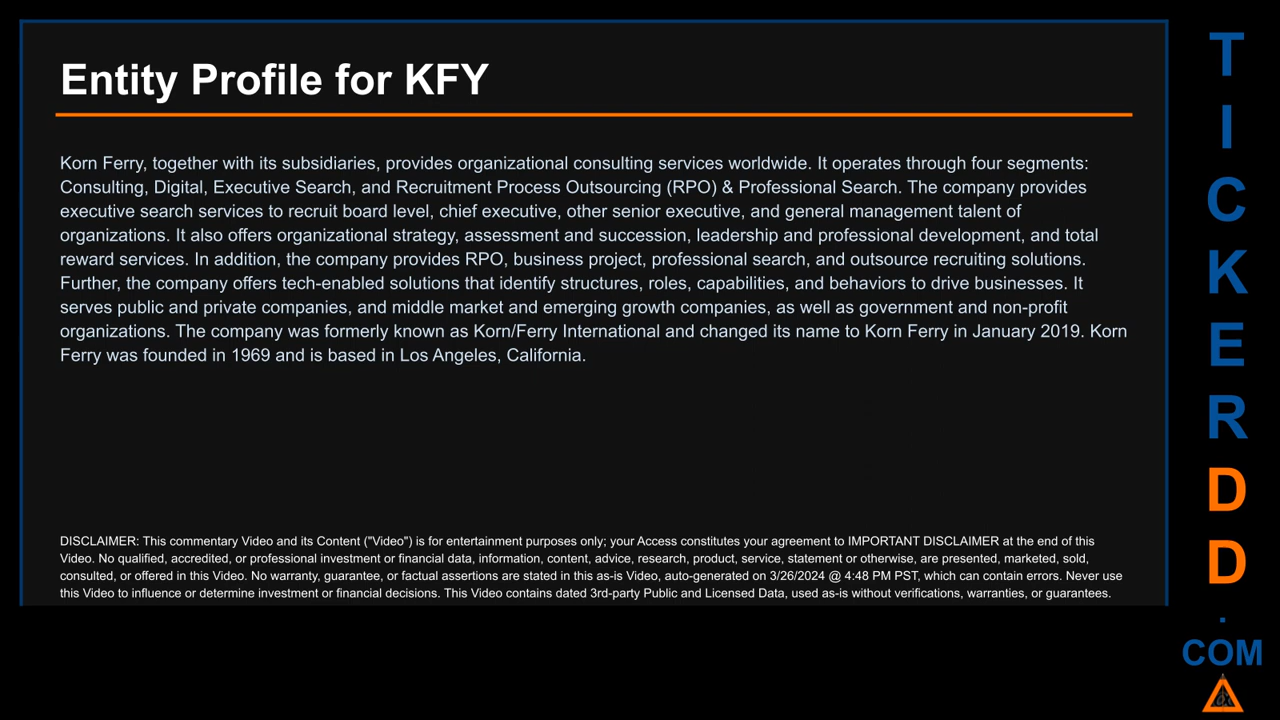 Entity Profile for KFY
Korn Ferry, together with its subsidiaries, provides organizational consulting services worldwide. It operates through four segments:
Consulting, Digital, Executive Search, and Recruitment Process Outsourcing (RPO) & Professional Search. The company provides
executive search services to recruit board level, chief executive, other senior executive, and general management talent of
organizations. It also offers organizational strategy, assessment and succession, leadership and professional development, and total
reward services. In addition, the company provides RPO, business project, professional search, and outsource recruiting solutions.
Further, the company offers tech-enabled solutions that identify structures, roles, capabilities, and behaviors to drive businesses. It
serves public and private companies, and middle market and emerging growth companies, as well as government and non-profit
organizations. The company was formerly known as Korn/Ferry International and changed its name to Korn Ferry in January 2019. Korn
Ferry was founded in 1969 and is based in Los Angeles, California.
DISCLAIMER: This commentary Video and its Content ("Video") is for entertainment purposes only; your Access constitutes your agreement to IMPORTANT DISCLAIMER at the end of this
Video. No qualified, accredited, or professional investment or financial data, information, content, advice, research, product, service, statement or otherwise, are presented, marketed, sold,
consulted, or offered in this Video. No warranty, guarantee, or factual assertions are stated in this as-is Video, auto-generated on 3/26/2024 @ 4:48 PM PST, which can contain errors. Never use
this Video to influence or determine investment or financial decisions. This Video contains dated 3rd-party Public and Licensed Data, used as-is without verifications, warranties, or guarantees.
T
I
C
K
E
R
D
D
.
COM